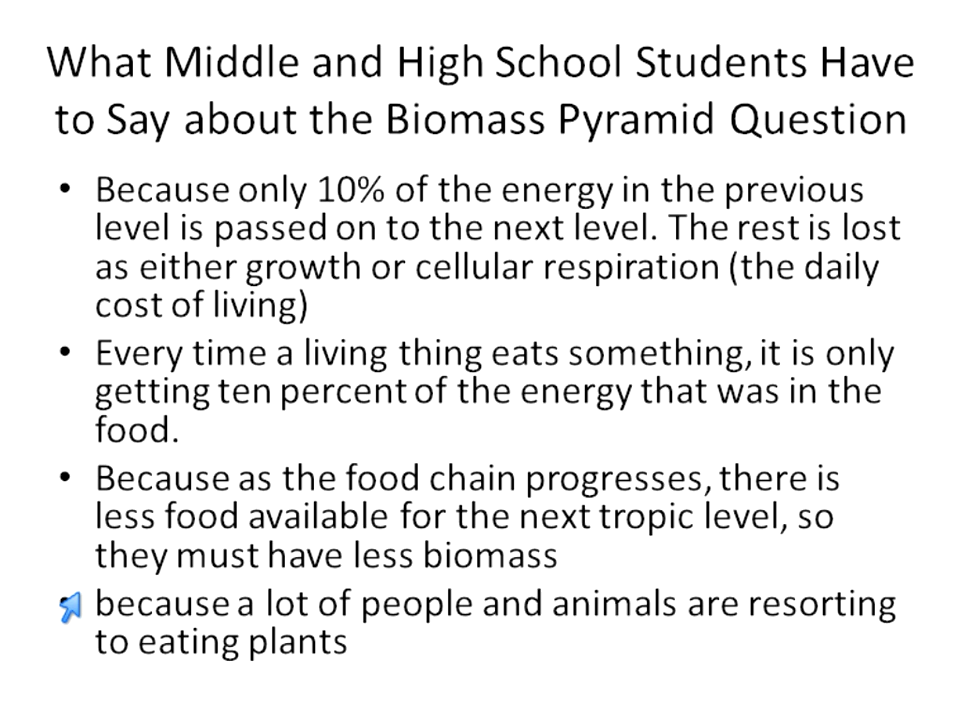 What Middle and High School Students Have
to Say about the Biomass Pyramid Question
• Because only 10% of the energy in the previous
level is passed on to the next level. The rest is lost
as either growth or cellular respiration (the daily
cost of living)
• Every time a living thing eats something, it is only
getting ten percent of the energy that was in the
food.
• Because as the food chain progresses, there is
less food available for the next tropic level, so
they must have less biomass
• because a lot of people and animals are resorting
to eating plants